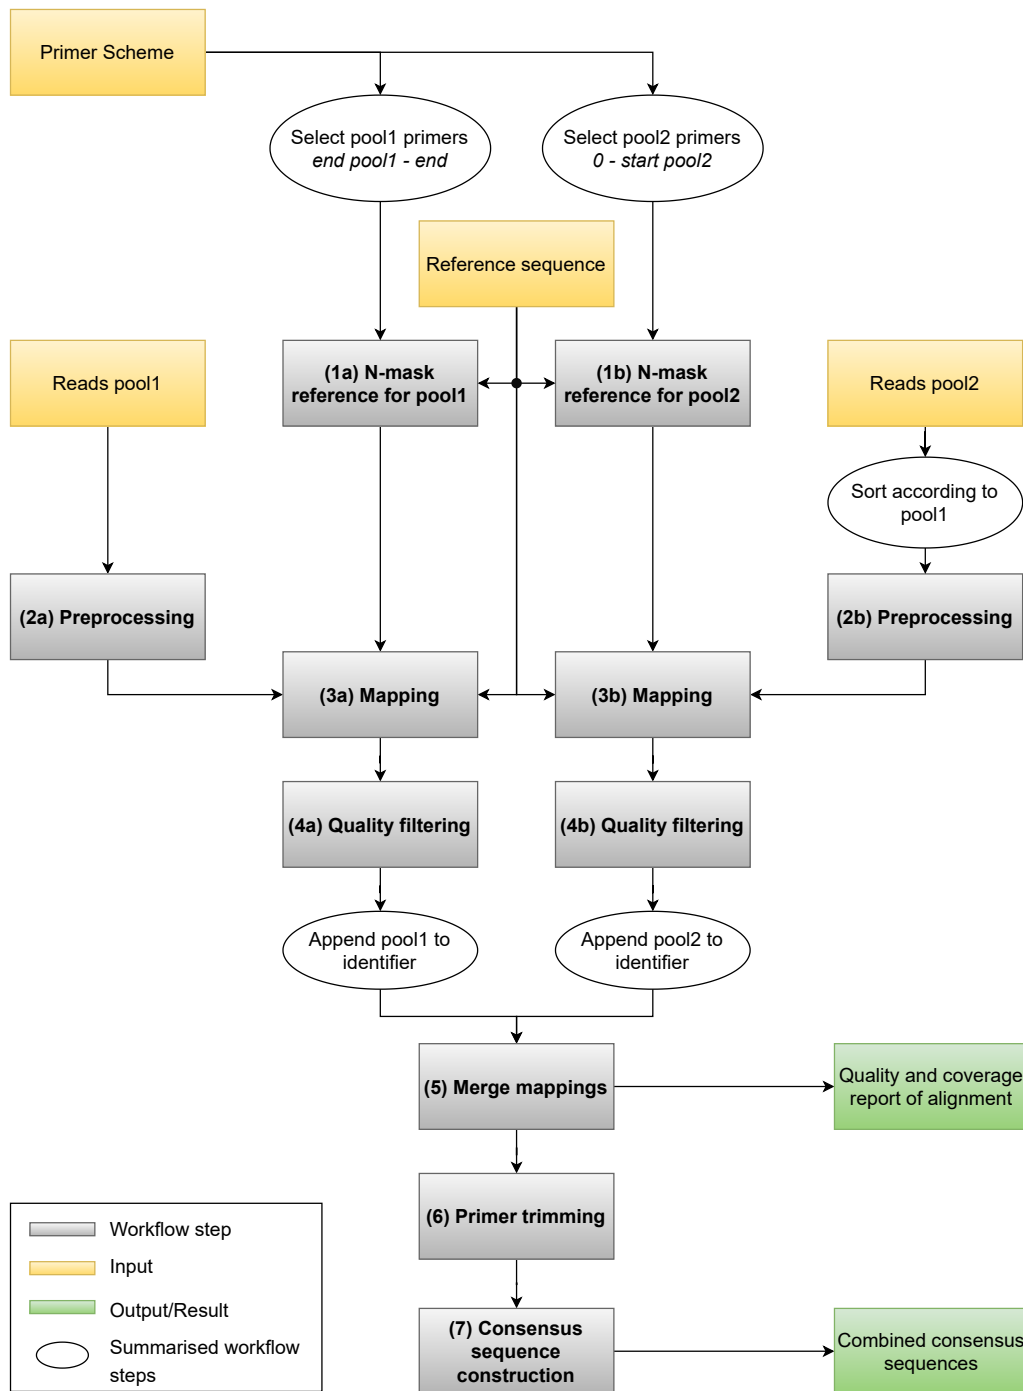 Primer Scheme
Select pool1 primers
end pool1 - end
Select pool2 primers
0 - start pool2
Reference sequence
Reads pool1
(1a) N-mask
reference for pool1
(1b) N-mask
reference for pool2
Reads pool2
Sort according to
pool1
(2a) Preprocessing
(2b) Preprocessing
(3a) Mapping
(3b) Mapping
(4a) Quality filtering
(4b) Quality filtering
Append pool1 to
identifier
Append pool2 to
identifier
(5) Merge mappings
Quality and coverage
report of alignment
(6) Primer trimming
(7) Consensus
sequence
construction
Combined consensus
sequences
Workflow step
Input
Output/Result
Summarised workflow
steps